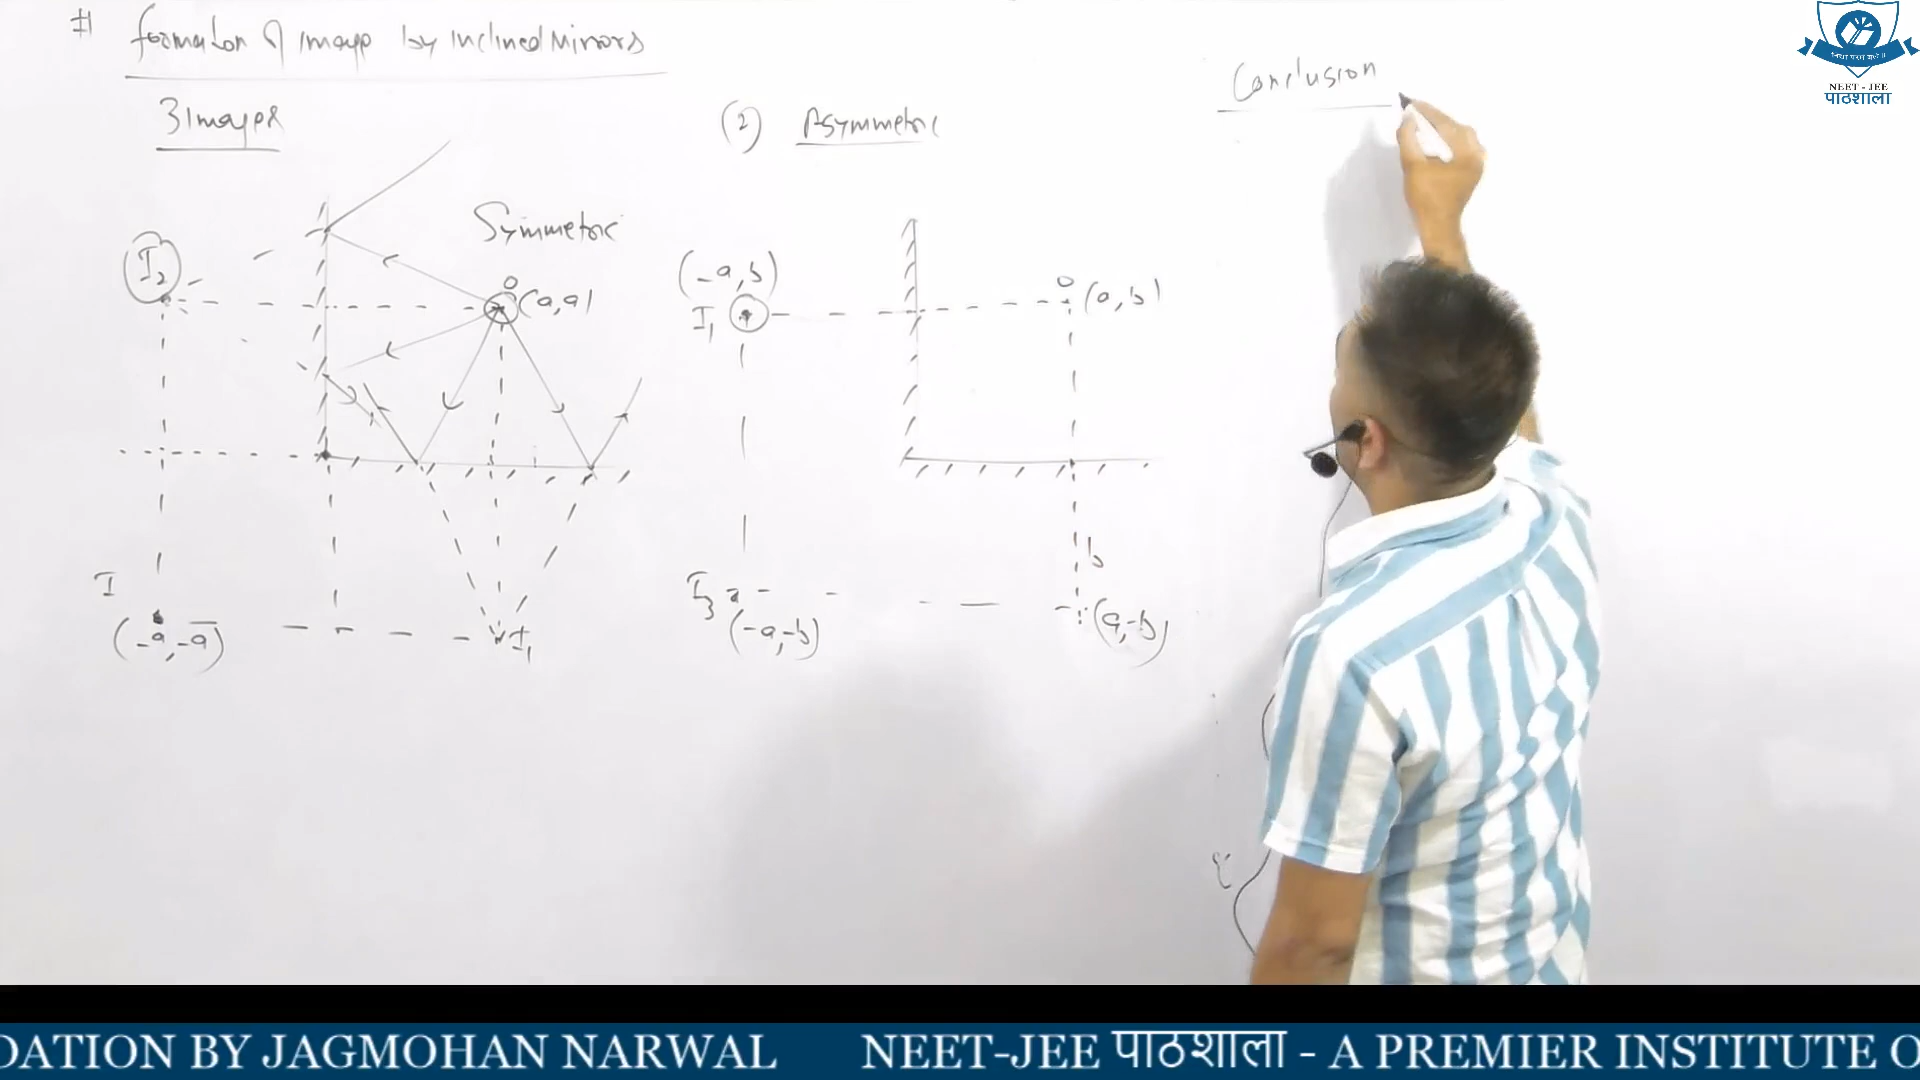 # Formation of image by inclined Mirrors
3 Images
(2) Asymmetric
Conclusion
Symmetric
I2
O
(a,a)
I
(-a,-a)
I1
(-a,b)
I1
O
(a,b)
b
I3
(-a,-b)
(a,-b)
NEET - JEE
पाठशाला
DATION BY JAGMOHAN NARWAL NEET-JEE पाठशाला - A PREMIER INSTITUTE O